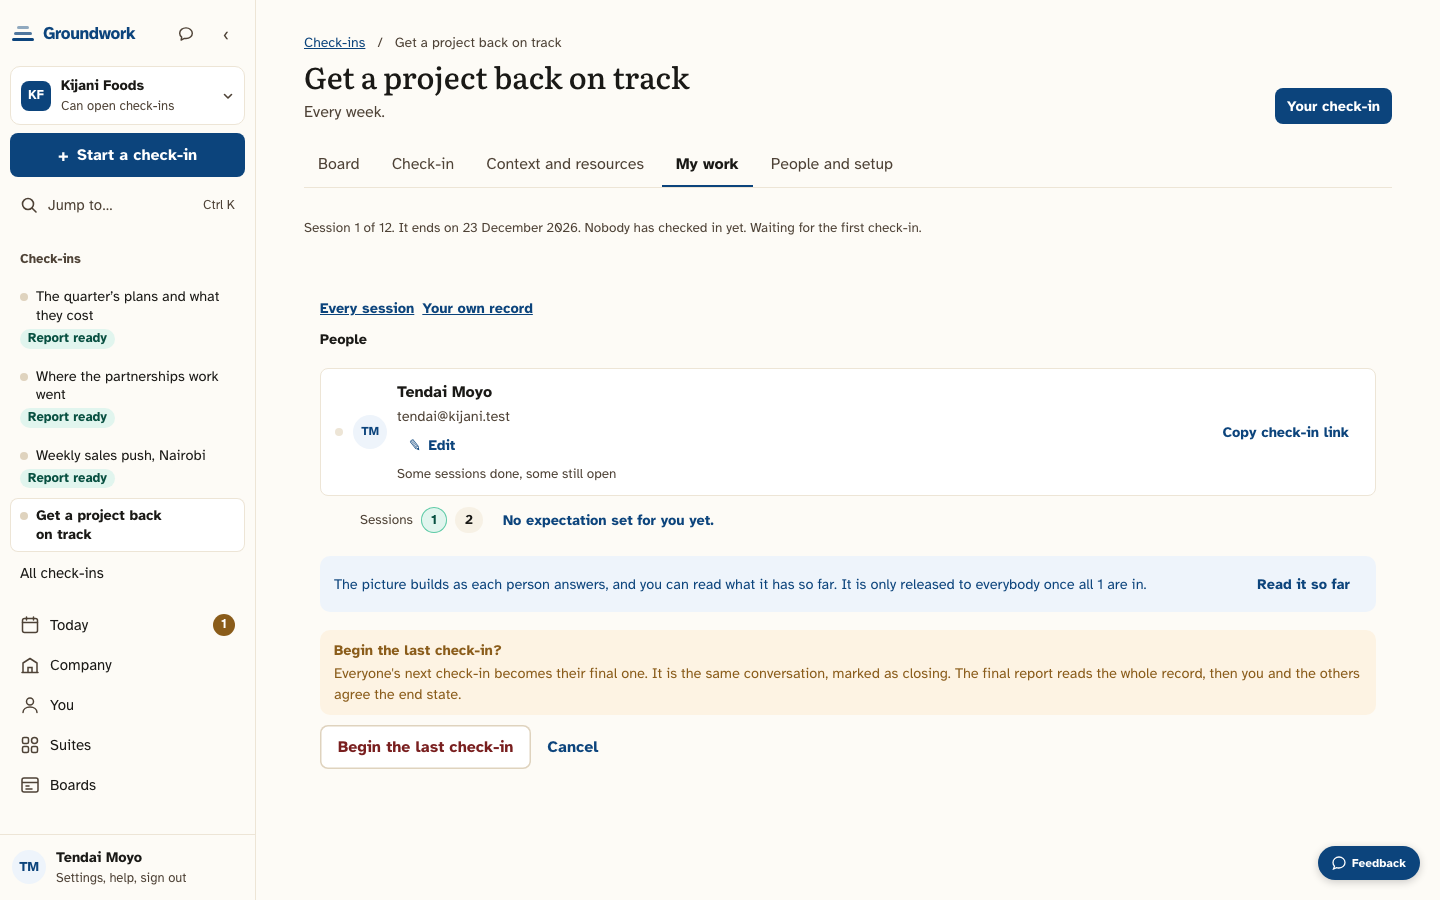 Groundwork
KF
Kijani Foods
Can open check-ins
+ Start a check-in
Jump to...
Ctrl K
Check-ins
The quarter's plans and what
they cost
Report ready
Where the partnerships work
went
Report ready
Weekly sales push, Nairobi
Report ready
Get a project back
on track
All check-ins
Today
1
Company
You
Suites
Boards
TM
Tendai Moyo
Settings, help, sign out
Check-ins / Get a project back on track
Get a project back on track
Every week.
Your check-in
Board Check-in Context and resources My work People and setup
Session 1 of 12. It ends on 23 December 2026. Nobody has checked in yet. Waiting for the first check-in.
Every session Your own record
People
TM
Tendai Moyo
tendai@kijani.test
✎ Edit
Some sessions done, some still open
Copy check-in link
Sessions 1 2 No expectation set for you yet.
The picture builds as each person answers, and you can read what it has so far. It is only released to everybody once all 1 are in.
Read it so far
Begin the last check-in?
Everyone's next check-in becomes their final one. It is the same conversation, marked as closing. The final report reads the whole record, then you and the others
agree the end state.
Begin the last check-in
Cancel
Feedback